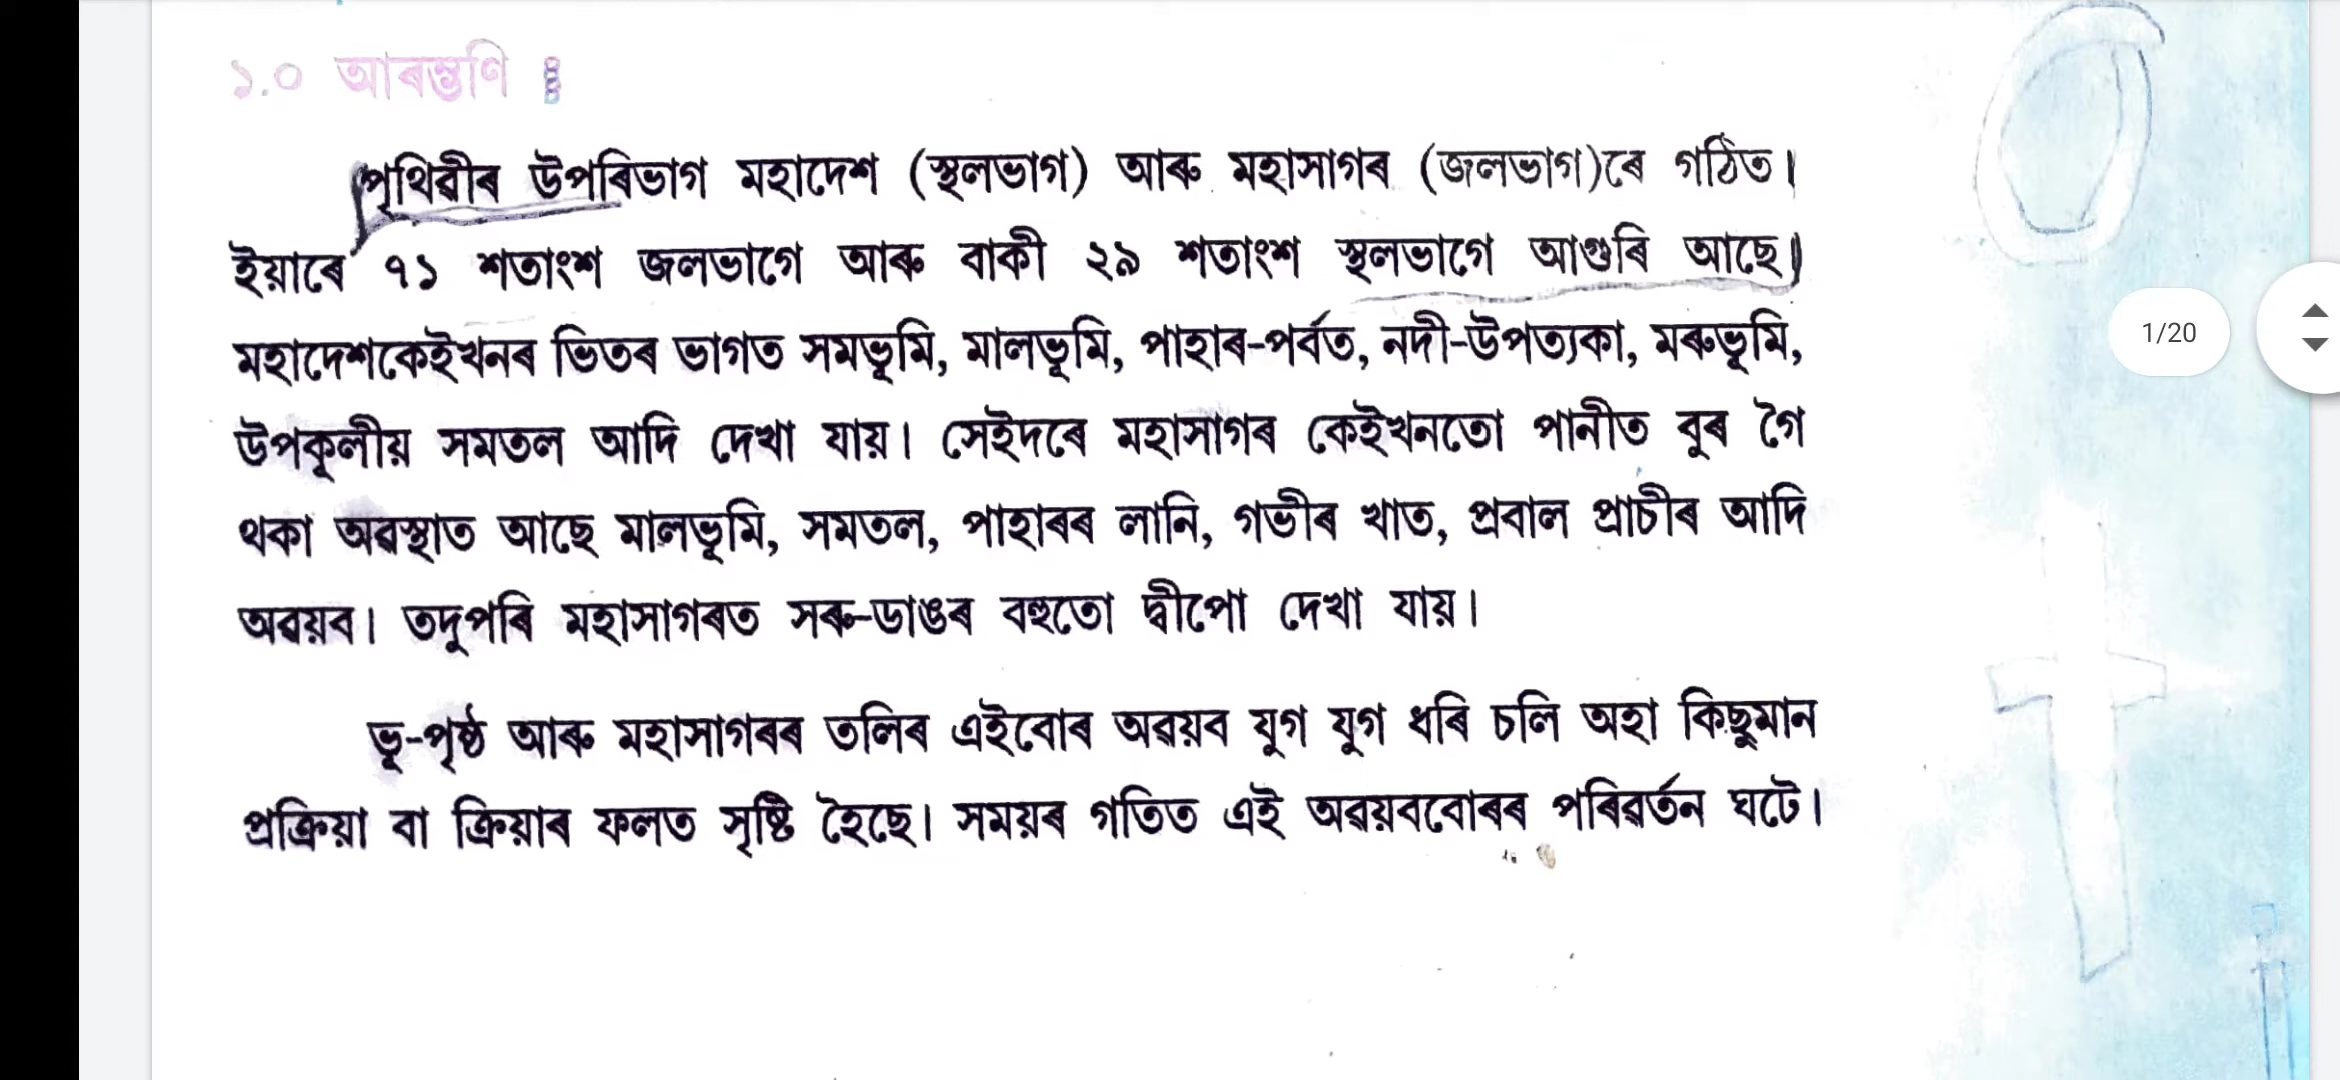 ১.০ আৰম্ভণি ঃ
পৃথিৱীৰ উপৰিভাগ মহাদেশ (স্থলভাগ) আৰু মহাসাগৰ (জলভাগ)ৰে গঠিত।
ইয়াৰে ৭১ শতাংশ জলভাগে আৰু বাকী ২৯ শতাংশ স্থলভাগে আগুৰি আছে।
মহাদেশকেইখনৰ ভিতৰ ভাগত সমভূমি, মালভূমি, পাহাৰ-পৰ্বত, নদী-উপত্যকা, মৰুভূমি,
উপকূলীয় সমতল আদি দেখা যায়। সেইদৰে মহাসাগৰ কেইখনতো পানীত বুৰ গৈ
থকা অৱস্থাত আছে মালভূমি, সমতল, পাহাৰৰ লানি, গভীৰ খাত, প্ৰবাল প্ৰাচীৰ আদি
অৱয়ব। তদুপৰি মহাসাগৰত সৰু-ডাঙৰ বহুতো দ্বীপো দেখা যায়।
ভূ-পৃষ্ঠ আৰু মহাসাগৰৰ তলিৰ এইবোৰ অৱয়ব যুগ যুগ ধৰি চলি অহা কিছুমান
প্ৰক্ৰিয়া বা ক্ৰিয়াৰ ফলত সৃষ্টি হৈছে। সময়ৰ গতিত এই অৱয়ববোৰৰ পৰিৱৰ্তন ঘটে।
1/20